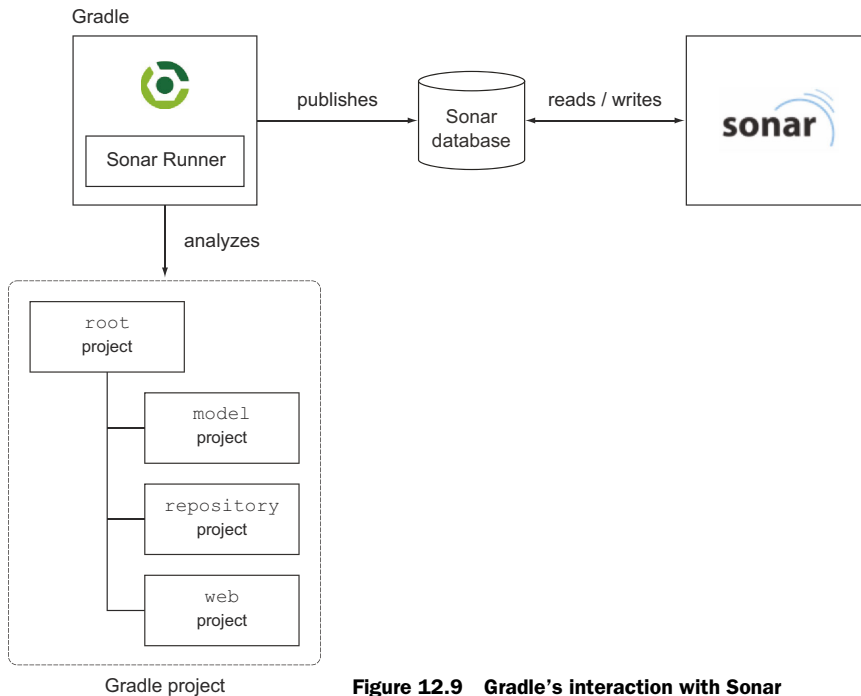 Gradle
Sonar Runner
publishes
Sonar
database
reads / writes
sonar
analyzes
root
project
model
project
repository
project
web
project
Gradle project
Figure 12.9 Gradle's interaction with Sonar